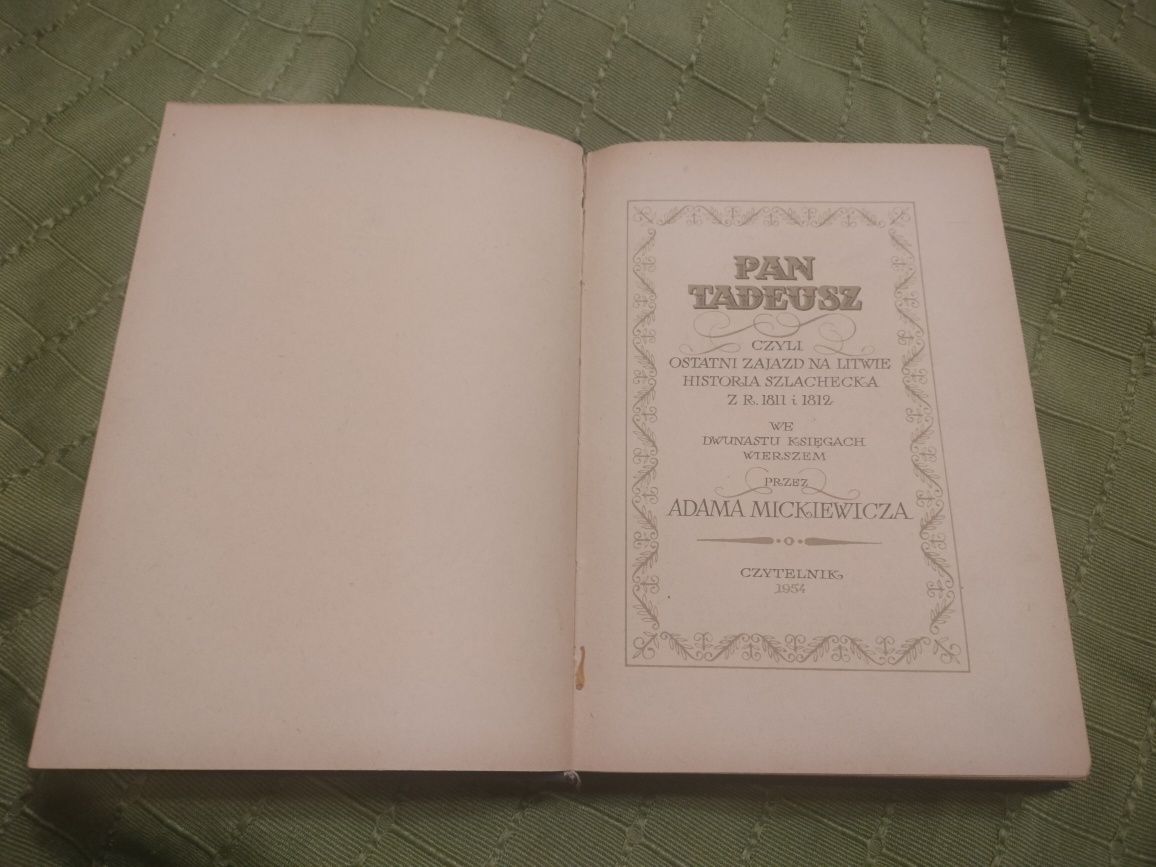 PAN
TADEUSZ
CZYLI
OSTATNI ZAJAZD NA LITWIE
HISTORJA SZLACHECKA
Z R. 1811 i 1812
WE
DWUNASTU KSIĘGACH
WIERSZEM
PRZEZ
ADAMA MICKIEWICZA
CZYTELNIK
1954